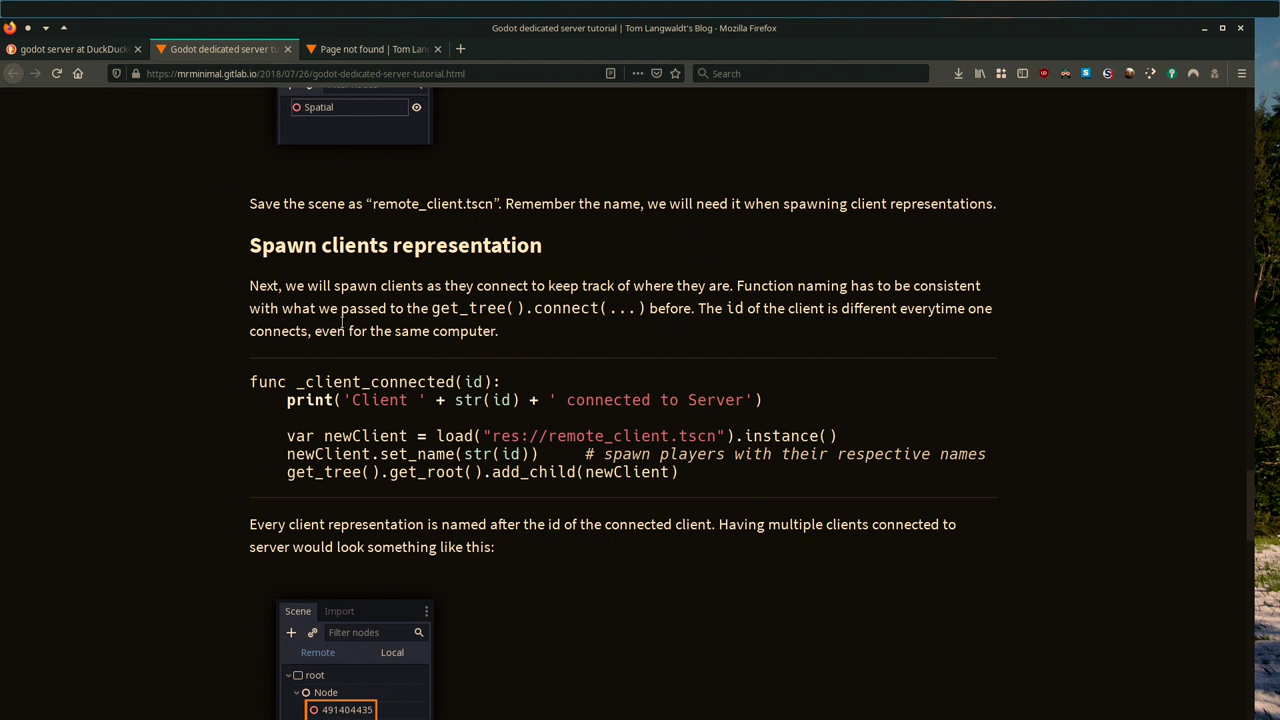 Godot dedicated server tutorial | Tom Langwaldt's Blog - Mozilla Firefox
godot server at DuckDuck
Godot dedicated server tu
Page not found | Tom Lang
https://mrminimal.gitlab.io/2018/07/26/godot-dedicated-server-tutorial.html
Search
Spatial
Save the scene as “remote_client.tscn”. Remember the name, we will need it when spawning client representations.
Spawn clients representation
Next, we will spawn clients as they connect to keep track of where they are. Function naming has to be consistent
with what we passed to the get_tree().connect(...) before. The id of the client is different everytime one
connects, even for the same computer.
func _client_connected(id):
    print('Client ' + str(id) + ' connected to Server')
    var newClient = load("res://remote_client.tscn").instance()
    newClient.set_name(str(id))     # spawn players with their respective names
    get_tree().get_root().add_child(newClient)
Every client representation is named after the id of the connected client. Having multiple clients connected to
server would look something like this:
Scene Import
Filter nodes
Remote Local
root
Node
491404435